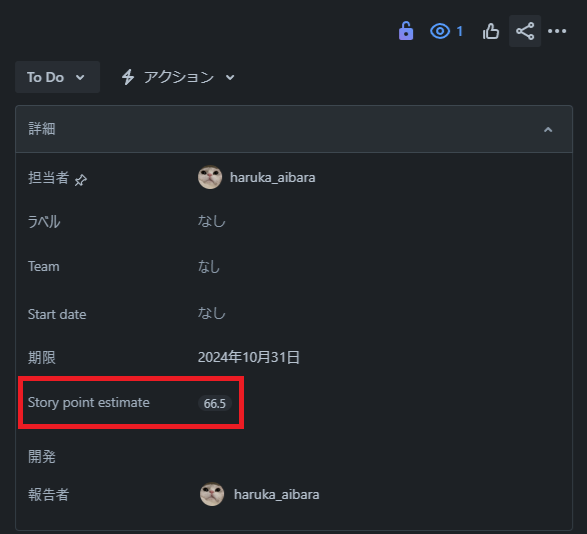 1
To Do アクション
詳細
担当者 haruka_aibara
ラベル なし
Team なし
Start date なし
期限 2024年10月31日
Story point estimate 66.5
開発
報告者 haruka_aibara